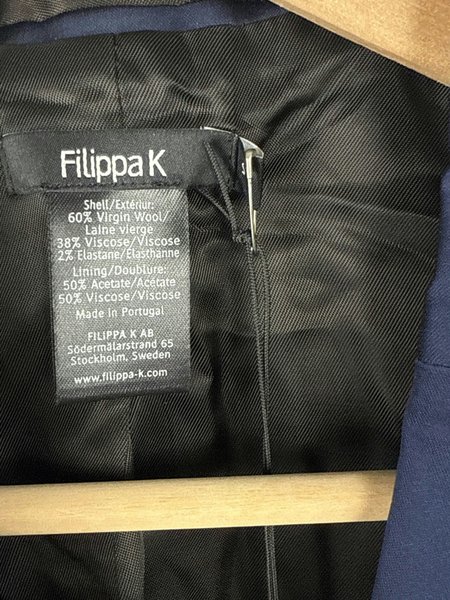 Filippa K
Shell/Extériur:
60% Virgin Wool/
Laine vierge
38% Viscose/Viscose
2% Elastane/Elasthanne
Lining/Doublure:
50% Acetate/Acétate
50% Viscose/Viscose
Made in Portugal
FILIPPA K AB
Södermälarstrand 65
Stockholm, Sweden
www.filippa-k.com